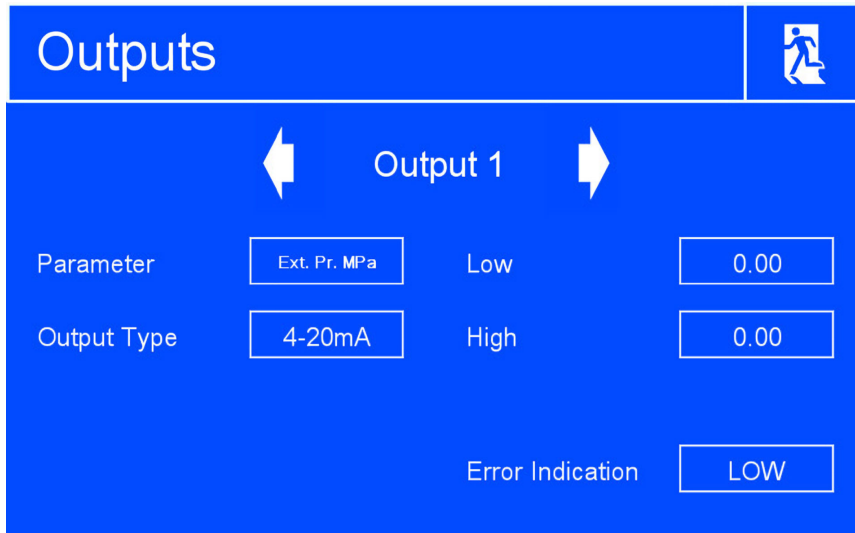 Outputs
Output 1
Parameter Ext. Pr. MPa Low 0.00
Output Type 4-20mA High 0.00
Error Indication LOW